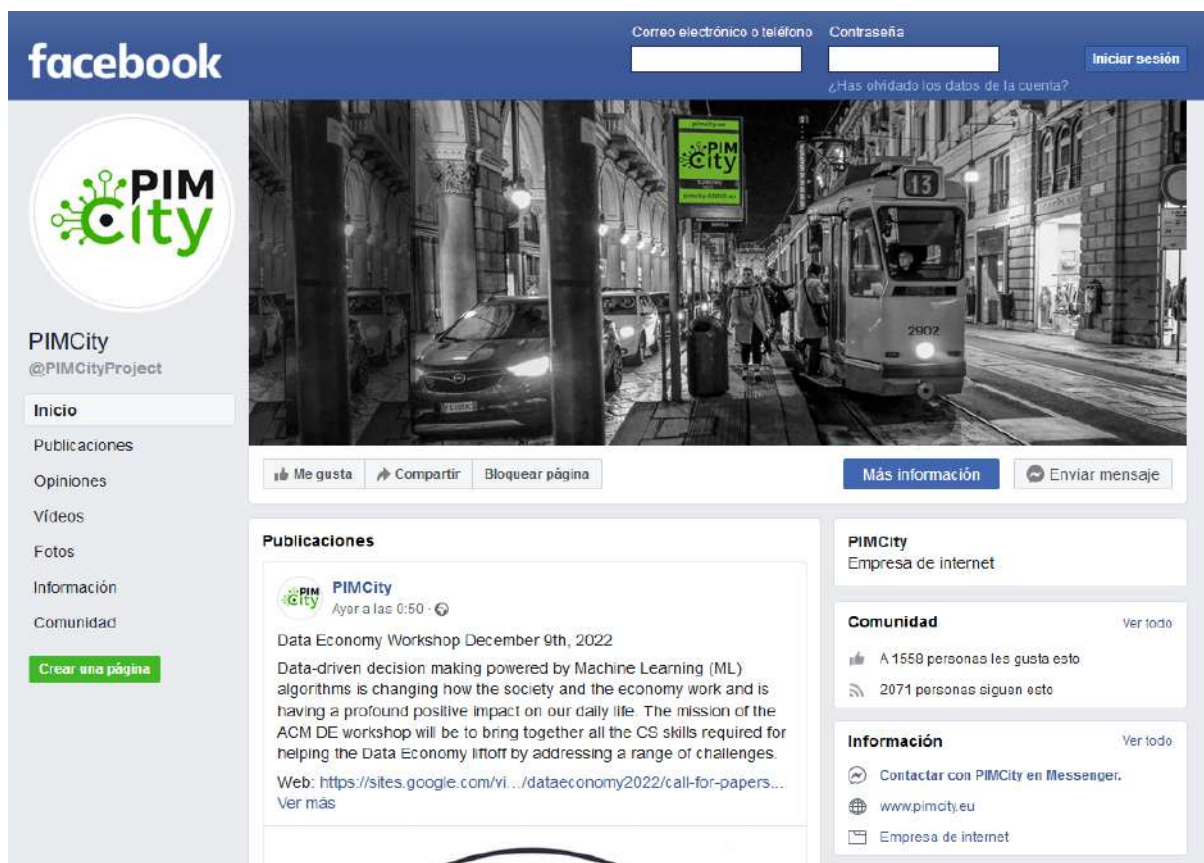 Correo electrónico o teléfono
Contraseña
facebook
Iniciar sesión
¿Has olvidado los datos de la cuenta?
PIM
City
pimcity.eu
PIM
City
13
2902
PIMCity
@PIMCityProject
Inicio
Publicaciones
Opiniones
Vídeos
Fotos
Información
Comunidad
Crear una página
Me gusta
Compartir
Bloquear página
Más información
Enviar mensaje
Publicaciones
PIM
City
PIMCity
Ayer a las 0:50 ·
Data Economy Workshop December 9th, 2022
Data-driven decision making powered by Machine Learning (ML)
algorithms is changing how the society and the economy work and is
having a profound positive impact on our daily life. The mission of the
ACM DE workshop will be to bring together all the CS skills required for
helping the Data Economy liftoff by addressing a range of challenges.
Web: https://sites.google.com/vi.../dataeconomy2022/call-for-papers....
Ver más
PIMCity
Empresa de internet
Comunidad
Ver todo
A 1558 personas les gusta esto
2071 personas siguen esto
Información
Ver todo
Contactar con PIMCity en Messenger.
www.pimcity.eu
Empresa de internet